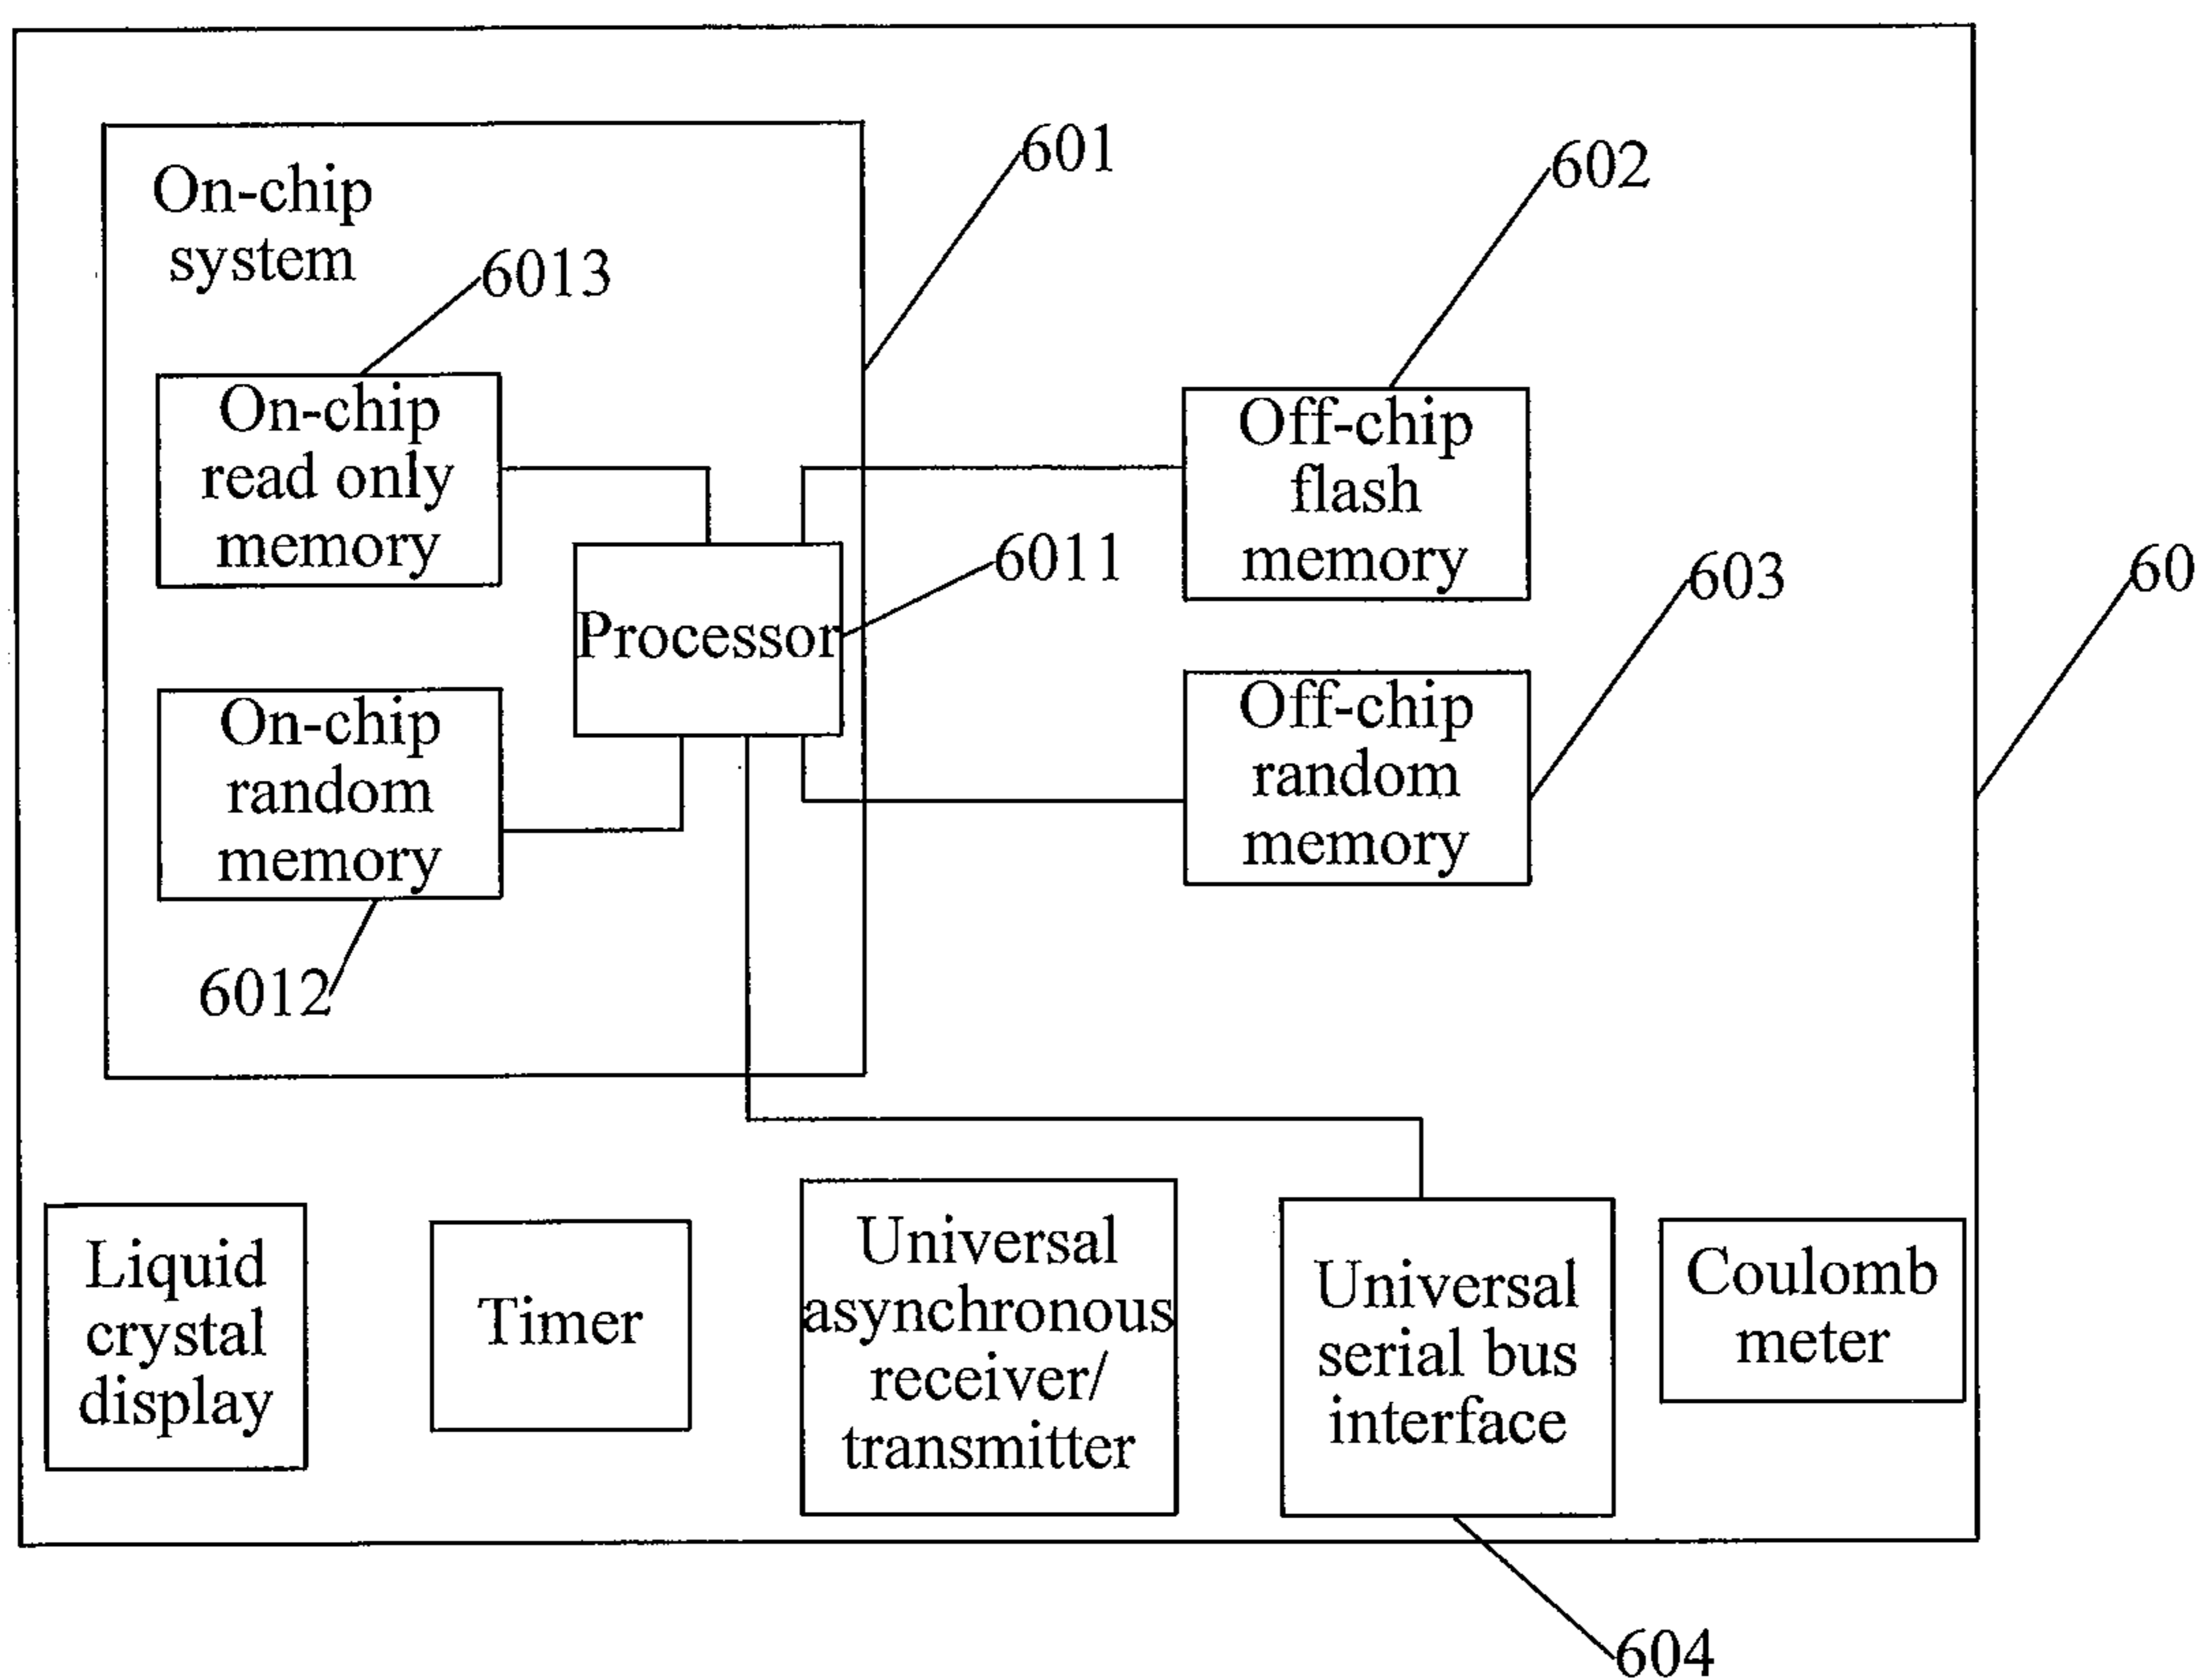 On-chip
system
6013
601
602
On-chip
read only
memory
Off-chip
flash
memory
Processor
6011
603
60
On-chip
random
memory
Off-chip
random
memory
6012
Liquid
crystal
display
Timer
Universal
asynchronous
receiver/
transmitter
Universal
serial bus
interface
Coulomb
meter
604